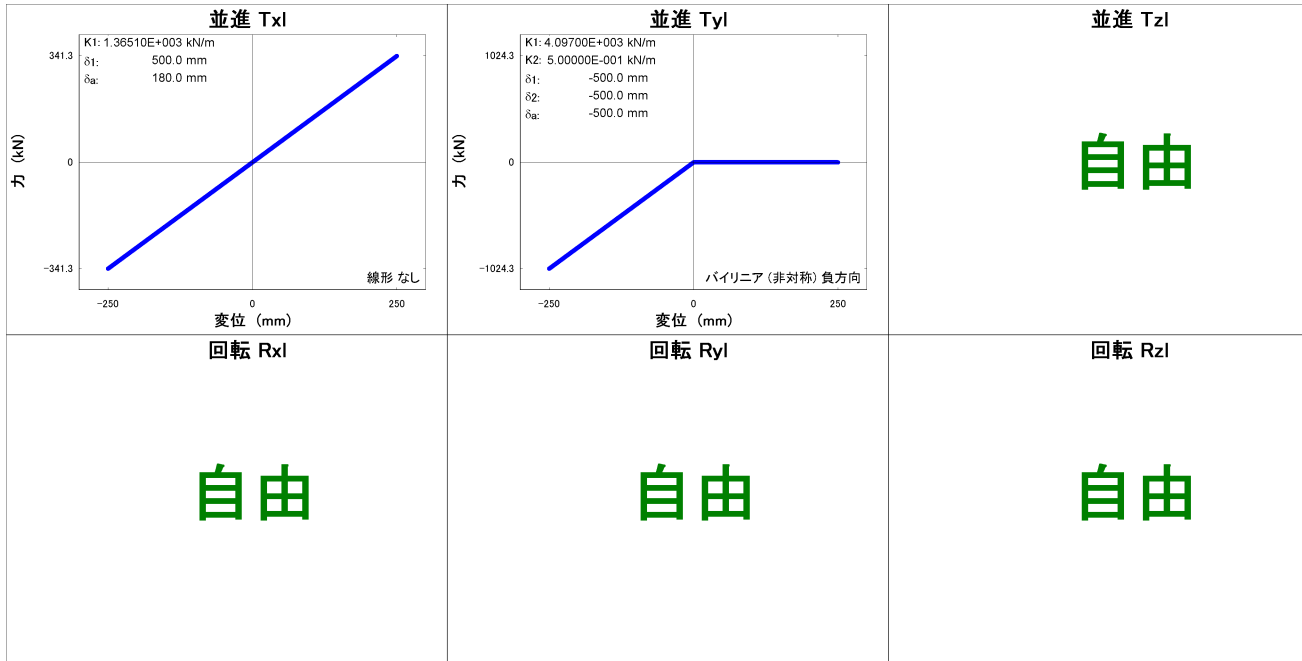 並進 Txl
K1: 1.36510E+003 kN/m
δ1: 500.0 mm
δa: 180.0 mm
341.3
0
-341.3
力 (kN)
-250
0
250
変位 (mm)
線形 なし
並進 Tyl
K1: 4.09700E+003 kN/m
K2: 5.00000E-001 kN/m
δ1: -500.0 mm
δ2: -500.0 mm
δa: -500.0 mm
1024.3
0
-1024.3
力 (kN)
-250
0
250
変位 (mm)
バイリニア (非対称) 負方向
並進 Tzl
自由
回転 Rxl
自由
回転 Ryl
自由
回転 Rzl
自由